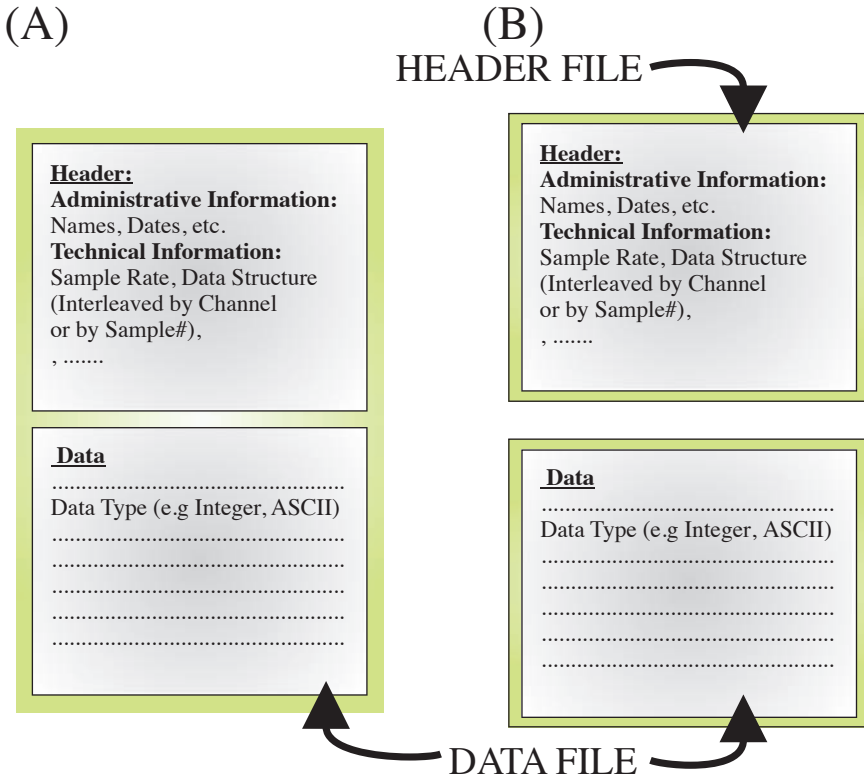 (A)
(B)
HEADER FILE
Header:
Administrative Information:
Names, Dates, etc.
Technical Information:
Sample Rate, Data Structure
(Interleaved by Channel
or by Sample#),
, .......
Data
..................................................
Data Type (e.g Integer, ASCII)
..................................................
..................................................
..................................................
..................................................
..................................................
Header:
Administrative Information:
Names, Dates, etc.
Technical Information:
Sample Rate, Data Structure
(Interleaved by Channel
or by Sample#),
, .......
Data
..................................................
Data Type (e.g Integer, ASCII)
..................................................
..................................................
..................................................
..................................................
..................................................
DATA FILE